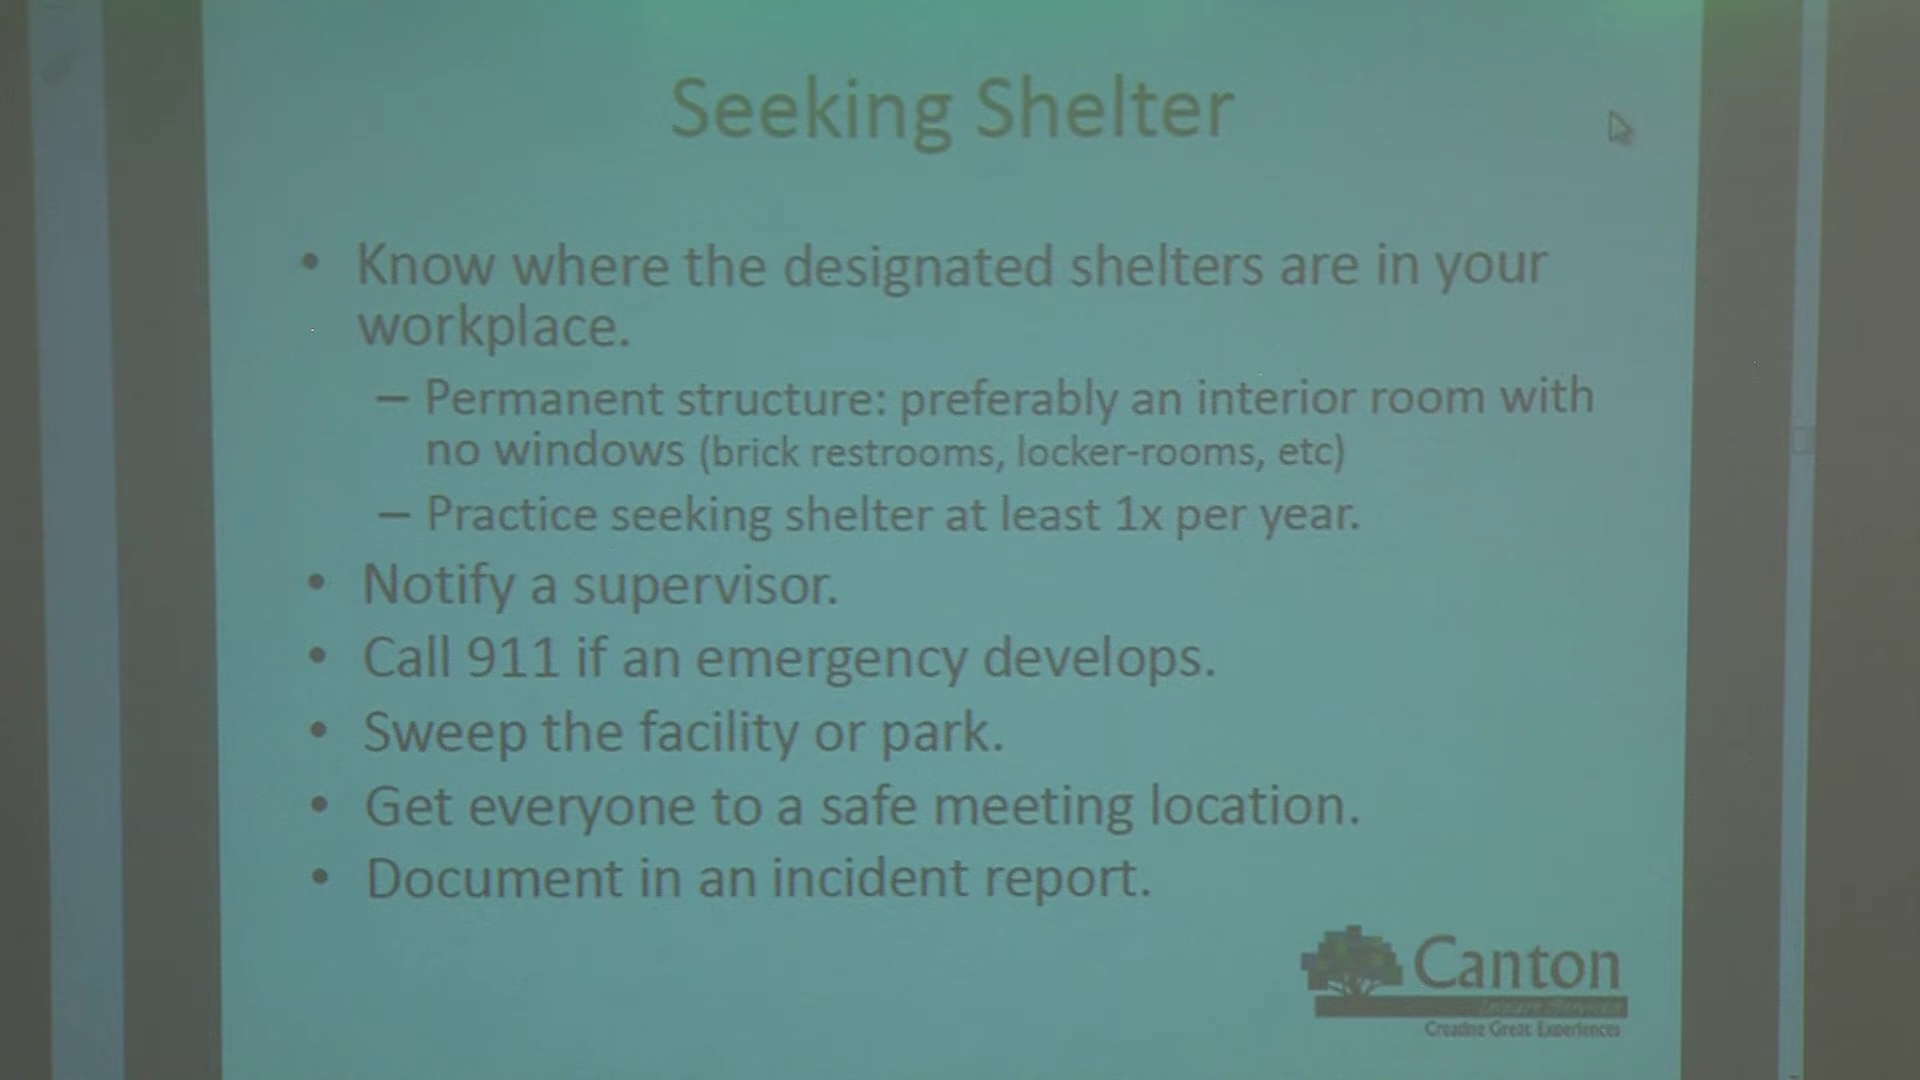 Seeking Shelter
• Know where the designated shelters are in your
workplace.
– Permanent structure: preferably an interior room with
no windows (brick restrooms, locker-rooms, etc)
– Practice seeking shelter at least 1x per year.
• Notify a supervisor.
• Call 911 if an emergency develops.
• Sweep the facility or park.
• Get everyone to a safe meeting location.
• Document in an incident report.
Canton
Leisure Services
Creating Great Experiences